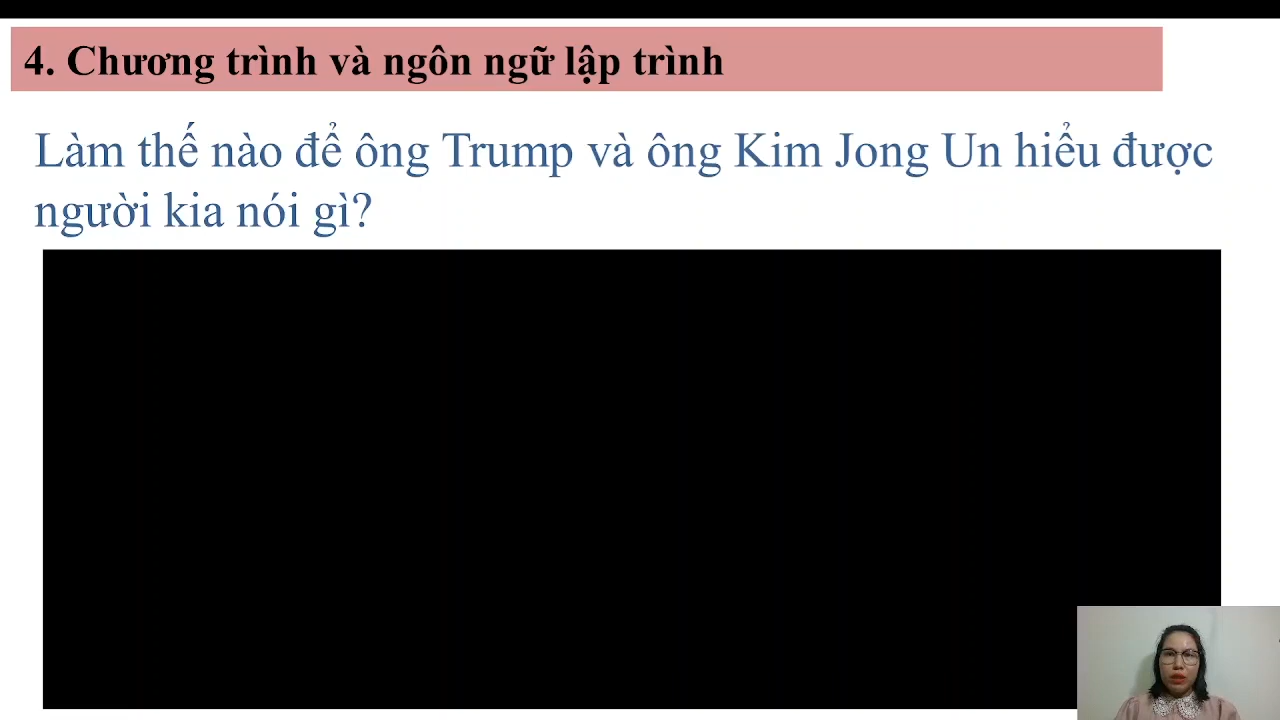 4. Chương trình và ngôn ngữ lập trình
Làm thế nào để ông Trump và ông Kim Jong Un hiểu được
người kia nói gì?